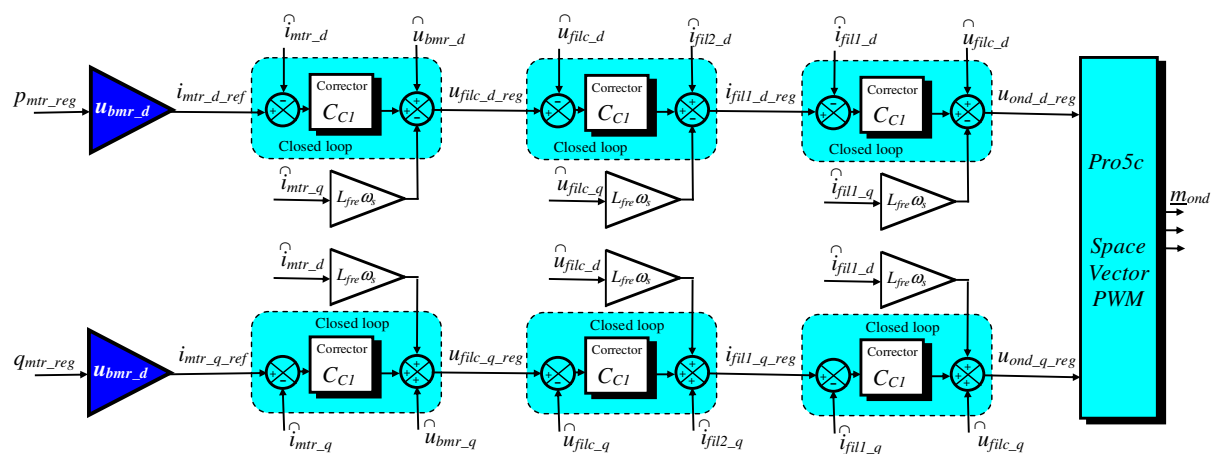 i_mtr_d
u_bmr_d
u_filc_d
i_fil2_d
i_fil1_d
u_filc_d
p_mtr_reg
u_bmr_d
i_mtr_d_ref
Corrector
C_C1
Closed loop
u_filc_d_reg
Corrector
C_C1
Closed loop
i_fil1_d_reg
Corrector
C_C1
Closed loop
u_ond_d_reg
i_mtr_q
L_fre ω_s
u_filc_q
L_fre ω_s
i_fil1_q
L_fre ω_s
Pro5c
Space
Vector
PWM
m_ond
i_mtr_d
L_fre ω_s
u_filc_d
L_fre ω_s
i_fil1_d
L_fre ω_s
q_mtr_reg
u_bmr_d
i_mtr_q_ref
Closed loop
Corrector
C_C1
u_filc_q_reg
Closed loop
Corrector
C_C1
i_fil1_q_reg
Closed loop
Corrector
C_C1
u_ond_q_reg
i_mtr_q
u_bmr_q
u_filc_q
i_fil2_q
i_fil1_q
u_filc_q